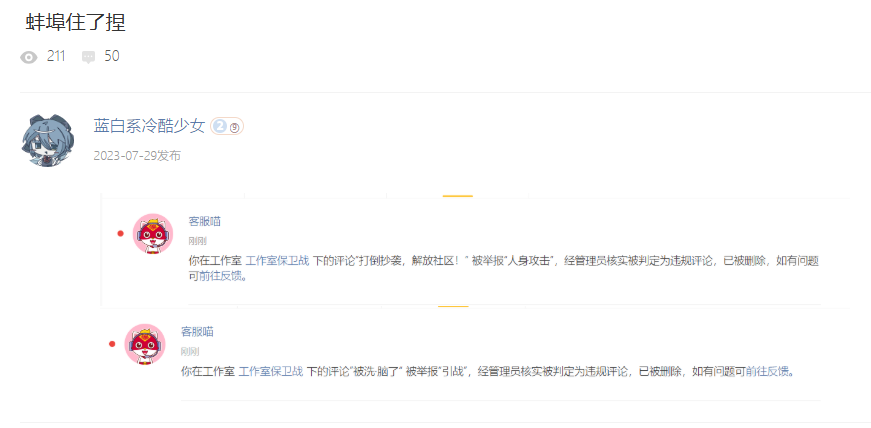 蚌埠住了捏
211 50
蓝白系冷酷少女 2 ⑨
2023-07-29发布
客服喵
刚刚
你在工作室 工作室保卫战 下的评论“打倒抄袭，解放社区！” 被举报“人身攻击”，经管理员核实被判定为违规评论，已被删除，如有问题
可前往反馈。
客服喵
刚刚
你在工作室 工作室保卫战 下的评论“被洗·脑了” 被举报“引战”，经管理员核实被判定为违规评论，已被删除，如有问题可前往反馈。